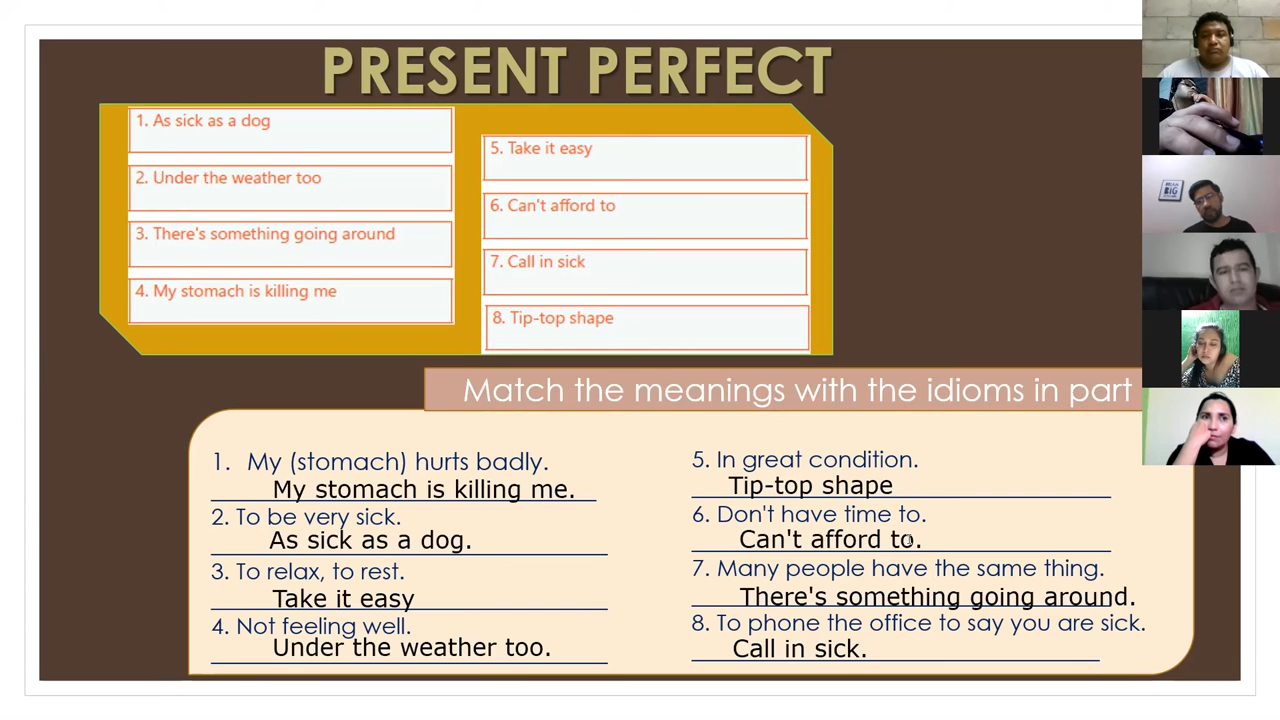 PRESENT PERFECT
1. As sick as a dog
2. Under the weather too
3. There's something going around
4. My stomach is killing me
5. Take it easy
6. Can't afford to
7. Call in sick
8. Tip-top shape
Match the meanings with the idioms in part
1. My (stomach) hurts badly.
My stomach is killing me.
2. To be very sick.
As sick as a dog.
3. To relax, to rest.
Take it easy
4. Not feeling well.
Under the weather too.
5. In great condition.
Tip-top shape
6. Don't have time to.
Can't afford to.
7. Many people have the same thing.
There's something going around.
8. To phone the office to say you are sick.
Call in sick.